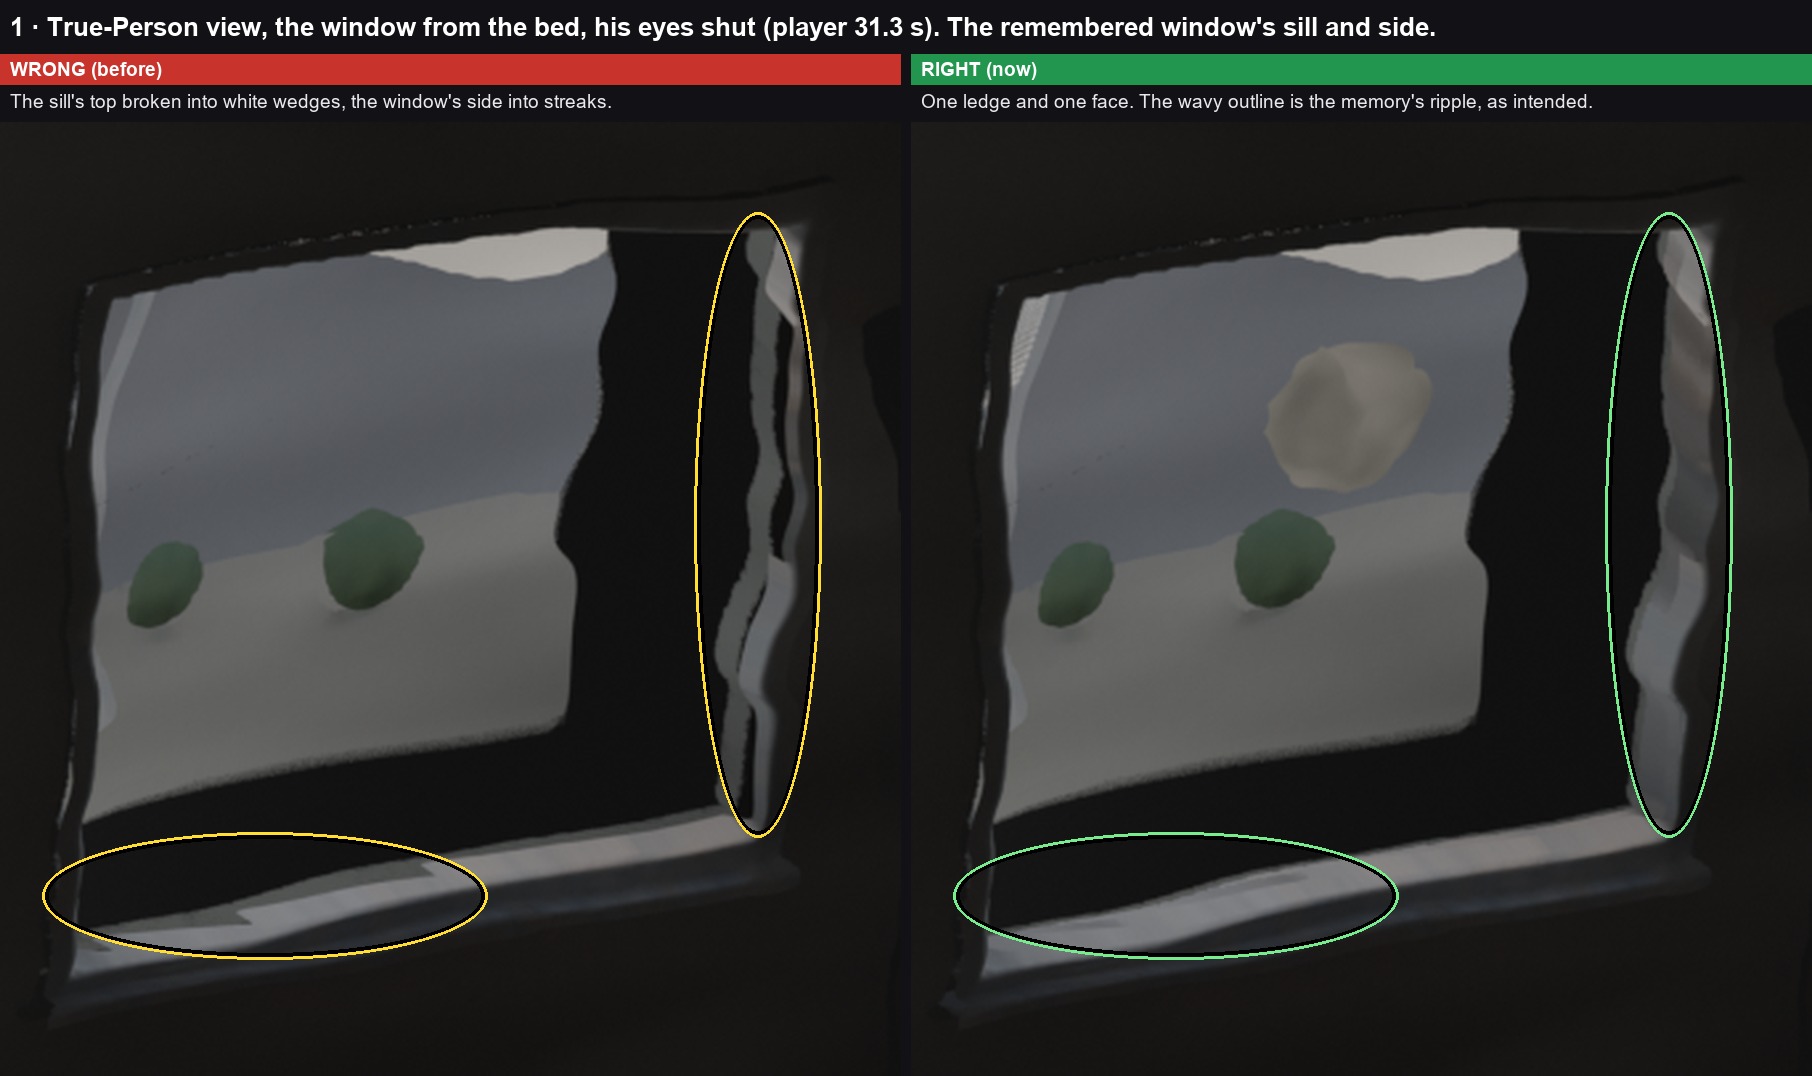 1 · True-Person view, the window from the bed, his eyes shut (player 31.3 s). The remembered window's sill and side.
WRONG (before)
The sill's top broken into white wedges, the window's side into streaks.
RIGHT (now)
One ledge and one face. The wavy outline is the memory's ripple, as intended.